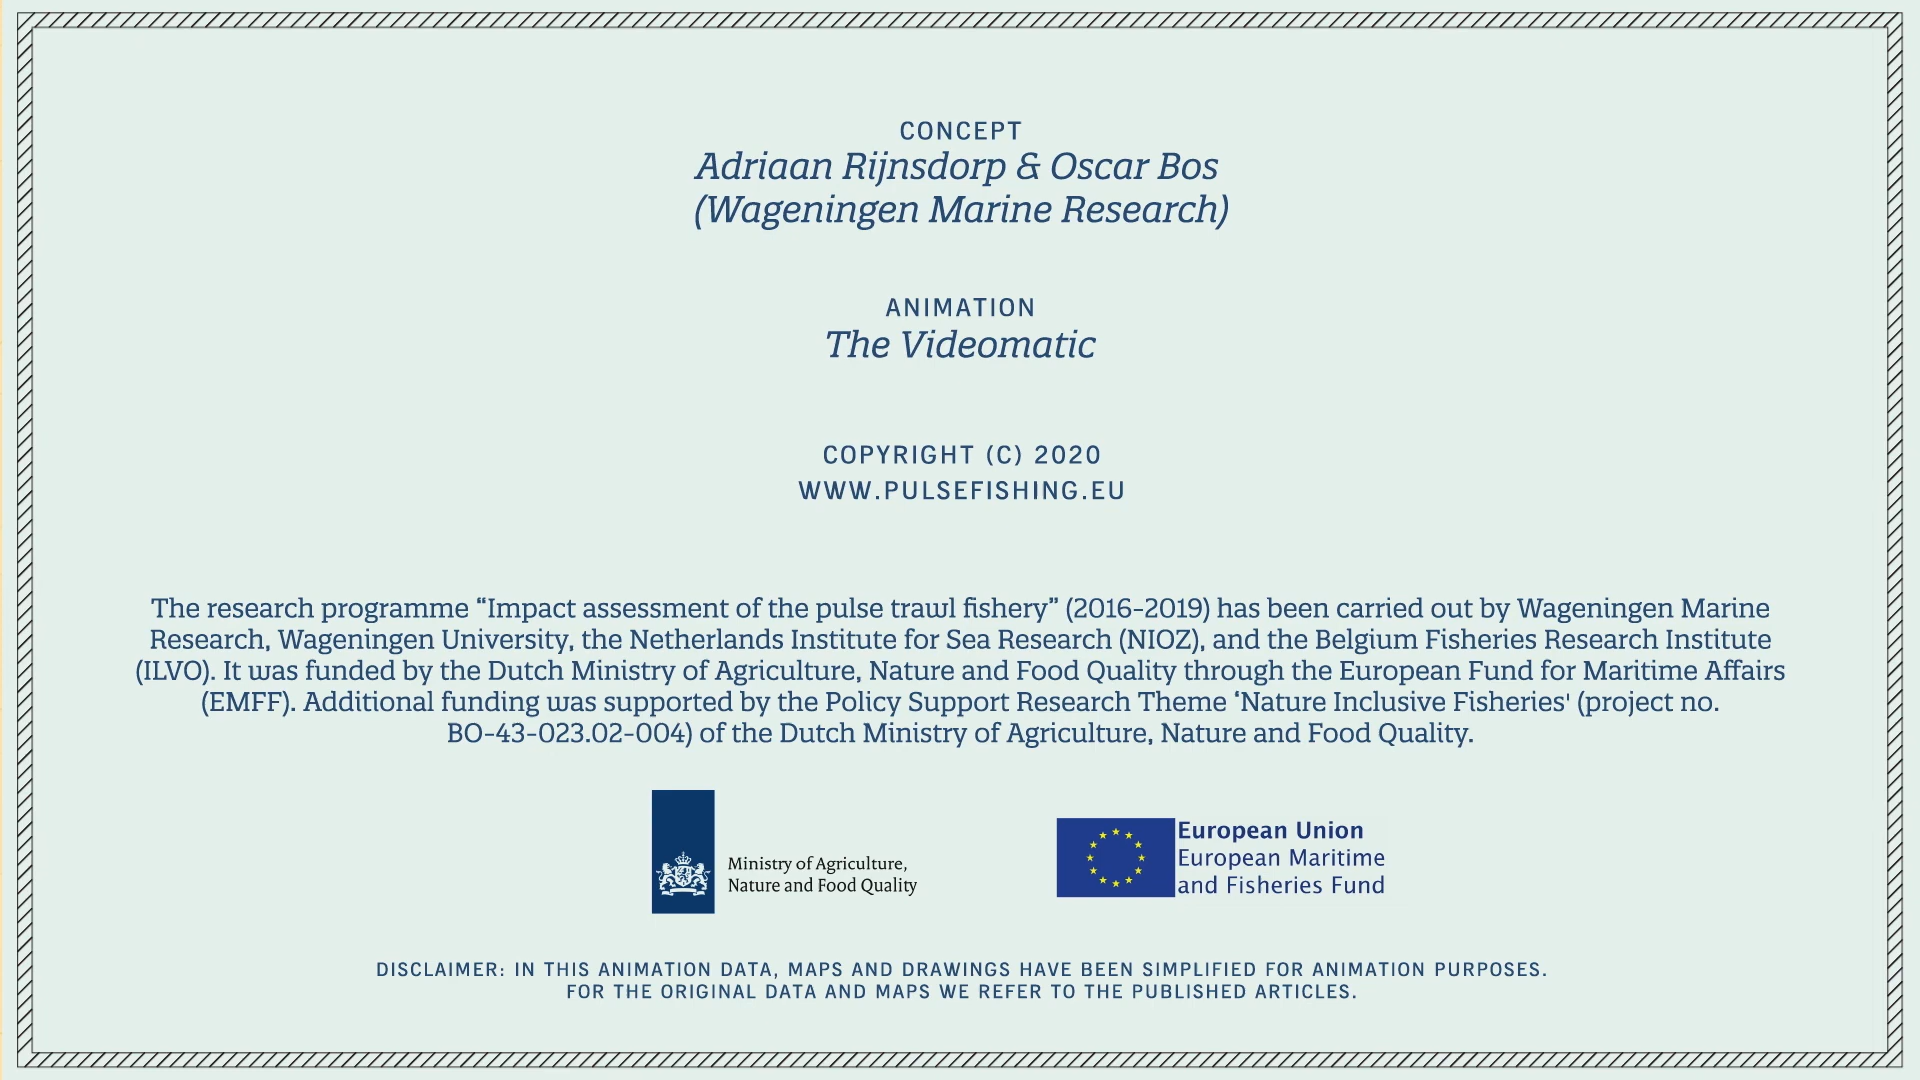 CONCEPT
Adriaan Rijnsdorp & Oscar Bos
(Wageningen Marine Research)
ANIMATION
The Videomatic
COPYRIGHT (C) 2020
WWW.PULSEFISHING.EU
The research programme “Impact assessment of the pulse trawl fishery” (2016-2019) has been carried out by Wageningen Marine
Research, Wageningen University, the Netherlands Institute for Sea Research (NIOZ), and the Belgium Fisheries Research Institute
(ILVO). It was funded by the Dutch Ministry of Agriculture, Nature and Food Quality through the European Fund for Maritime Affairs
(EMFF). Additional funding was supported by the Policy Support Research Theme ‘Nature Inclusive Fisheries' (project no.
BO-43-023.02-004) of the Dutch Ministry of Agriculture, Nature and Food Quality.
Ministry of Agriculture,
Nature and Food Quality
European Union
European Maritime
and Fisheries Fund
DISCLAIMER: IN THIS ANIMATION DATA, MAPS AND DRAWINGS HAVE BEEN SIMPLIFIED FOR ANIMATION PURPOSES.
FOR THE ORIGINAL DATA AND MAPS WE REFER TO THE PUBLISHED ARTICLES.